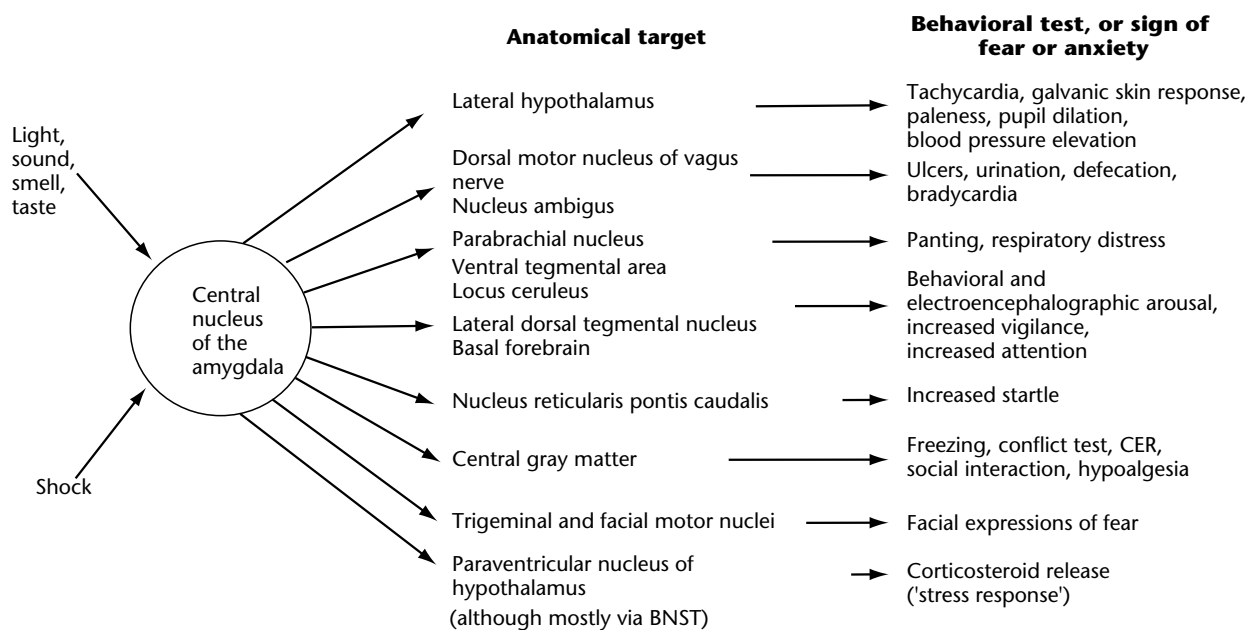 Anatomical target
Behavioral test, or sign of
fear or anxiety
Light,
sound,
smell,
taste
Shock
Central
nucleus
of the
amygdala
Lateral hypothalamus
Tachycardia, galvanic skin response,
paleness, pupil dilation,
blood pressure elevation
Dorsal motor nucleus of vagus
nerve
Nucleus ambigus
Ulcers, urination, defecation,
bradycardia
Parabrachial nucleus
Panting, respiratory distress
Ventral tegmental area
Locus ceruleus
Lateral dorsal tegmental nucleus
Basal forebrain
Behavioral and
electroencephalographic arousal,
increased vigilance,
increased attention
Nucleus reticularis pontis caudalis
Increased startle
Central gray matter
Freezing, conflict test, CER,
social interaction, hypoalgesia
Trigeminal and facial motor nuclei
Facial expressions of fear
Paraventricular nucleus of
hypothalamus
(although mostly via BNST)
Corticosteroid release
('stress response')